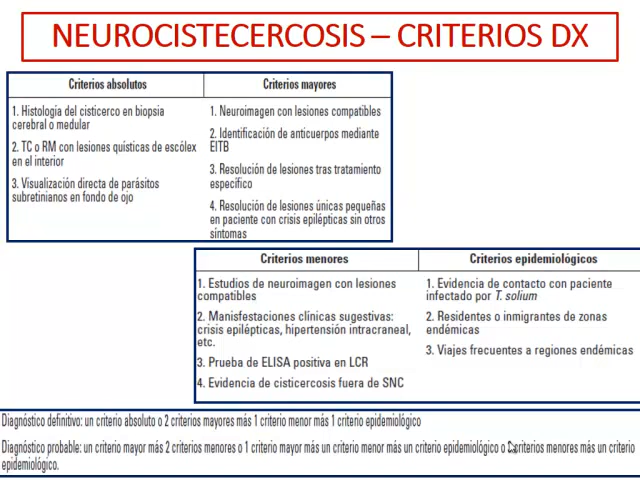 NEUROCISTECERCOSIS – CRITERIOS DX
Criterios absolutos
1. Histología del cisticerco en biopsia
cerebral o medular
2. TC o RM con lesiones quísticas de escólex
en el interior
3. Visualización directa de parásitos
subretinianos en fondo de ojo
Criterios mayores
1. Neuroimagen con lesiones compatibles
2. Identificación de anticuerpos mediante
EITB
3. Resolución de lesiones tras tratamiento
específico
4. Resolución de lesiones únicas pequeñas
en paciente con crisis epilépticas sin otros
síntomas
Criterios menores
1. Estudios de neuroimagen con lesiones
compatibles
2. Manisfestaciones clínicas sugestivas:
crisis epilépticas, hipertensión intracraneal,
etc.
3. Prueba de ELISA positiva en LCR
4. Evidencia de cisticercosis fuera de SNC
Criterios epidemiológicos
1. Evidencia de contacto con paciente
infectado por T. solium
2. Residentes o inmigrantes de zonas
endémicas
3. Viajes frecuentes a regiones endémicas
Diagnóstico definitivo: un criterio absoluto o 2 criterios mayores más 1 criterio menor más 1 criterio epidemiológico
Diagnóstico probable: un criterio mayor más 2 criterios menores o 1 criterio mayor más un criterio menor más un criterio epidemiológico o criterios menores más un criterio
epidemiológico.